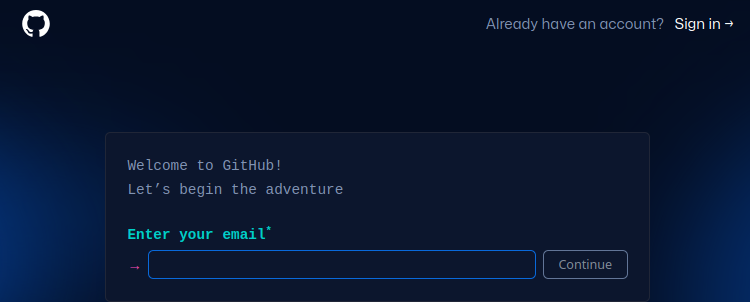 Already have an account? Sign in →
Welcome to GitHub!
Let’s begin the adventure
Enter your email*
→ Continue